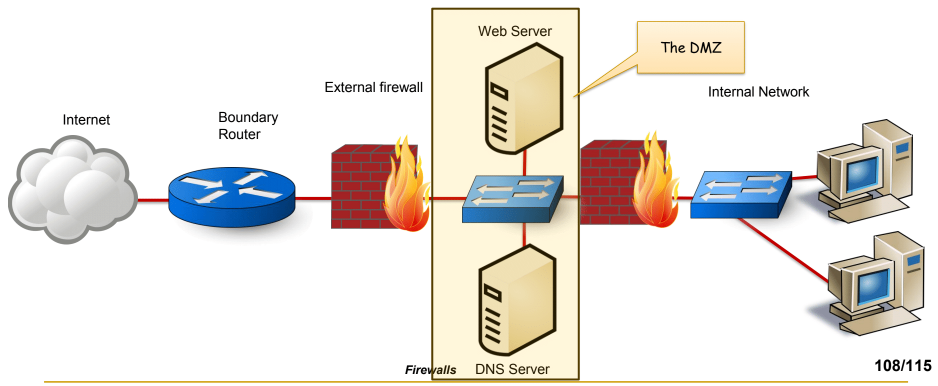 Web Server
The DMZ
External firewall
Internal Network
Internet
Boundary
Router
Firewalls
DNS Server
108/115